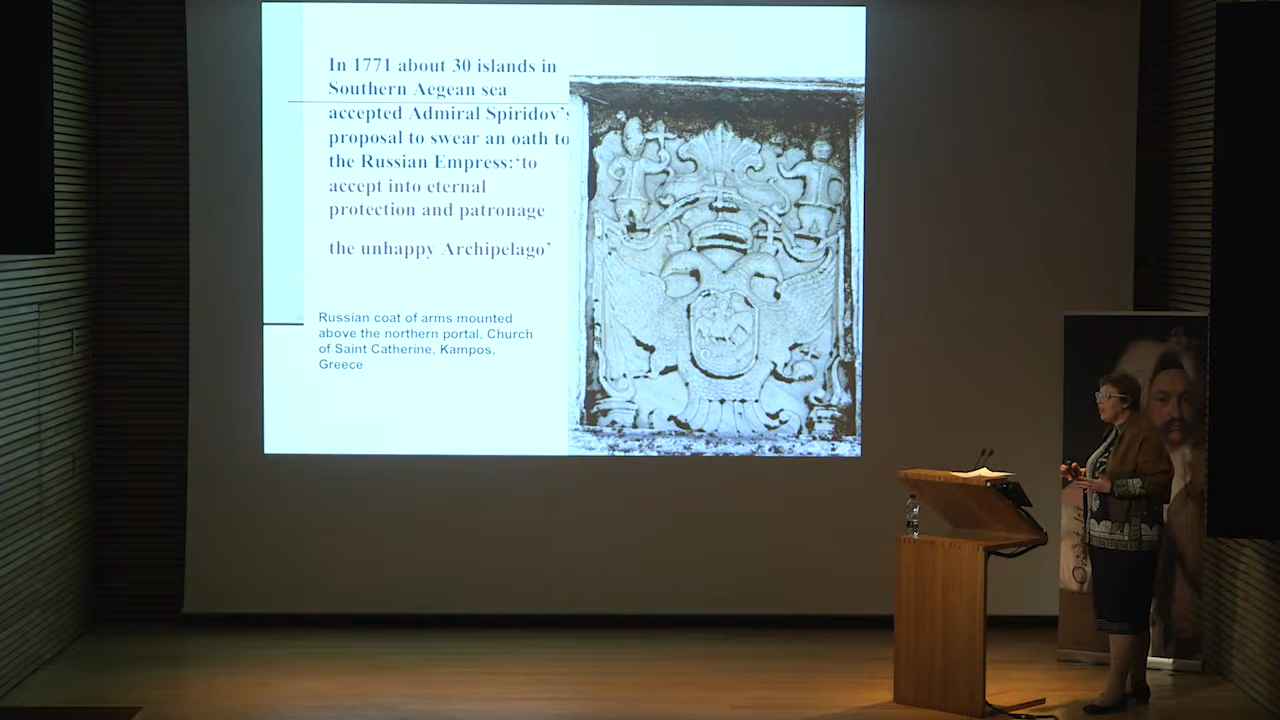 In 1771 about 30 islands in
Southern Aegean sea
accepted Admiral Spiridov's
proposal to swear an oath to
the Russian Empress:'to
accept into eternal
protection and patronage
the unhappy Archipelago'
Russian coat of arms mounted
above the northern portal, Church
of Saint Catherine, Kampos,
Greece